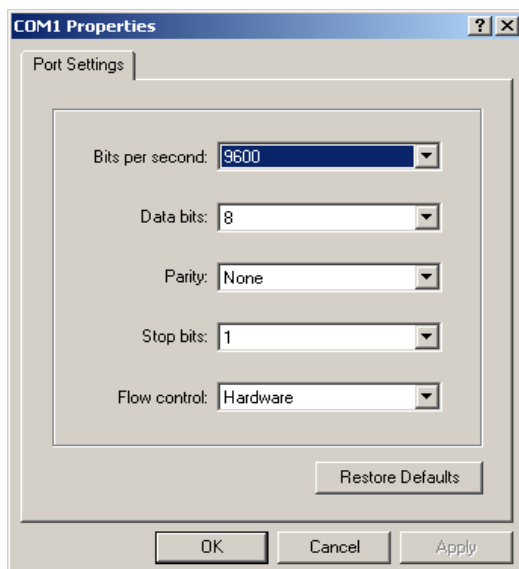 COM1 Properties
Port Settings
Bits per second: 9600
Data bits: 8
Parity: None
Stop bits: 1
Flow control: Hardware
Restore Defaults
OK Cancel Apply